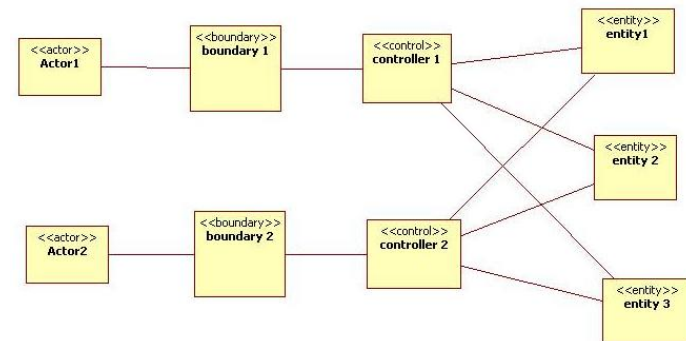 <<actor>>
Actor1
<<boundary>>
boundary 1
<<control>>
controller 1
<<entity>>
entity1
<<entity>>
entity 2
<<actor>>
Actor2
<<boundary>>
boundary 2
<<control>>
controller 2
<<entity>>
entity 3